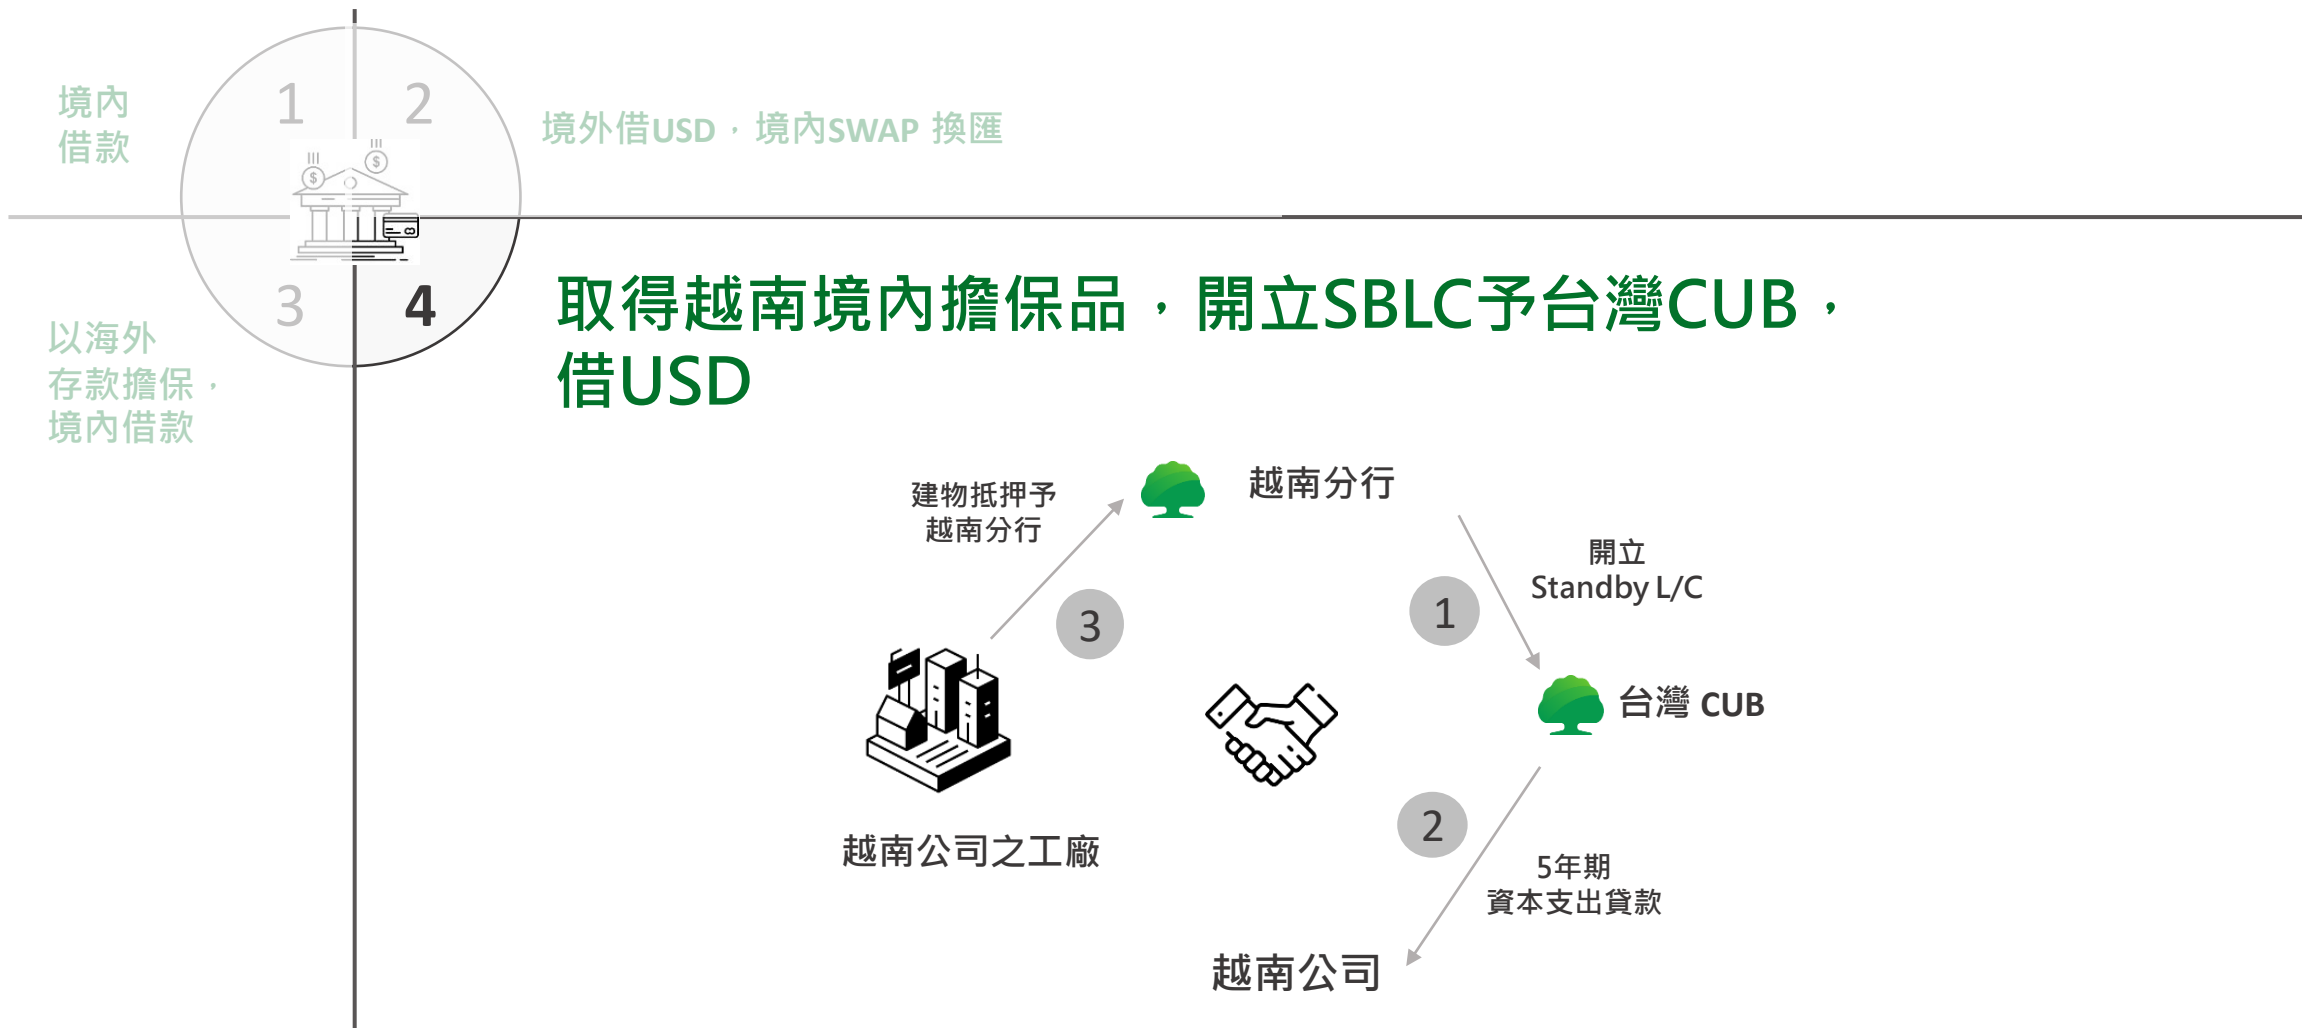 境內
借款
1
2
境外借USD，境內SWAP 換匯
3
4
以海外
存款擔保，
境內借款
取得越南境內擔保品，開立SBLC予台灣CUB，
借USD
建物抵押予
越南分行
越南分行
開立
Standby L/C
3
1
台灣 CUB
越南公司之工廠
2
5年期
資本支出貸款
越南公司